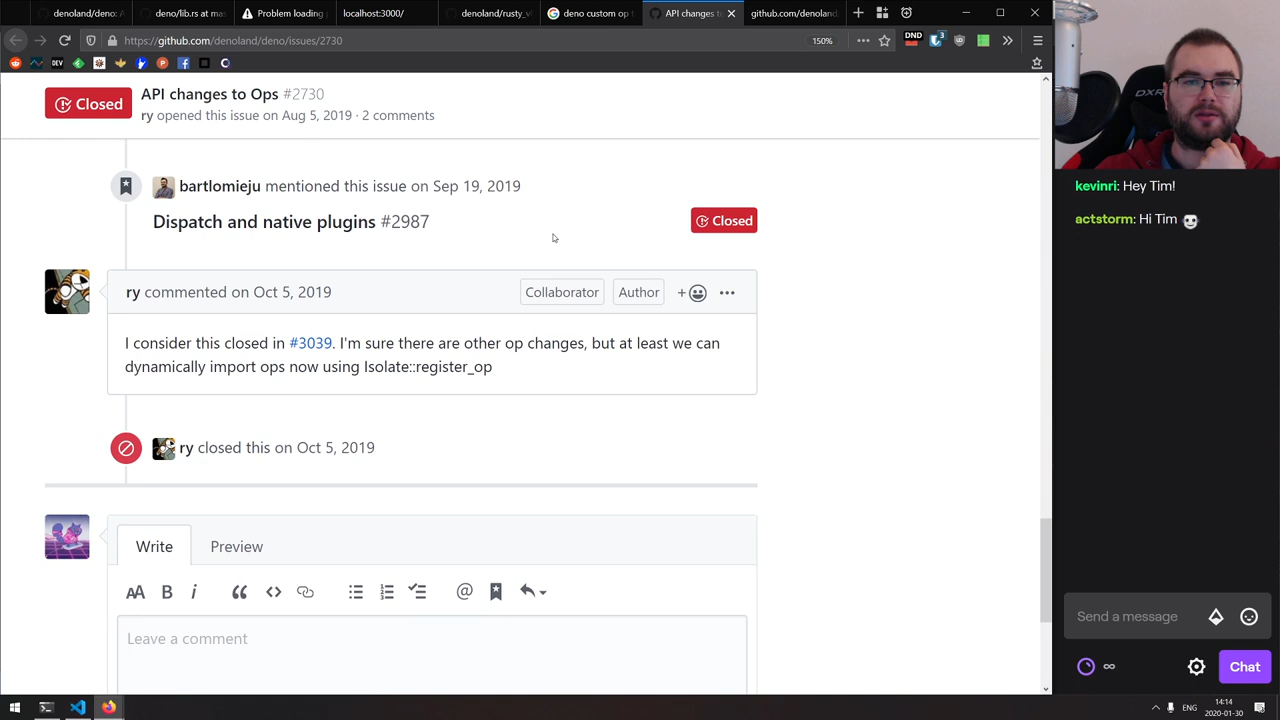 denoland/deno:
deno/lib.rs at mas
Problem loading
localhost:3000/
denoland/rusty_v
deno custom op
API changes to
github.com/denoland
https://github.com/denoland/deno/issues/2730
150%
DND
3
DEV
Closed
API changes to Ops #2730
ry opened this issue on Aug 5, 2019 · 2 comments
bartlomieju mentioned this issue on Sep 19, 2019
Dispatch and native plugins #2987
Closed
ry commented on Oct 5, 2019
Collaborator
Author
I consider this closed in #3039. I'm sure there are other op changes, but at least we can
dynamically import ops now using Isolate::register_op
ry closed this on Oct 5, 2019
Write
Preview
Leave a comment
DXR
kevinri: Hey Tim!
actstorm: Hi Tim
Send a message
Chat
ENG
14:14
2020-01-30